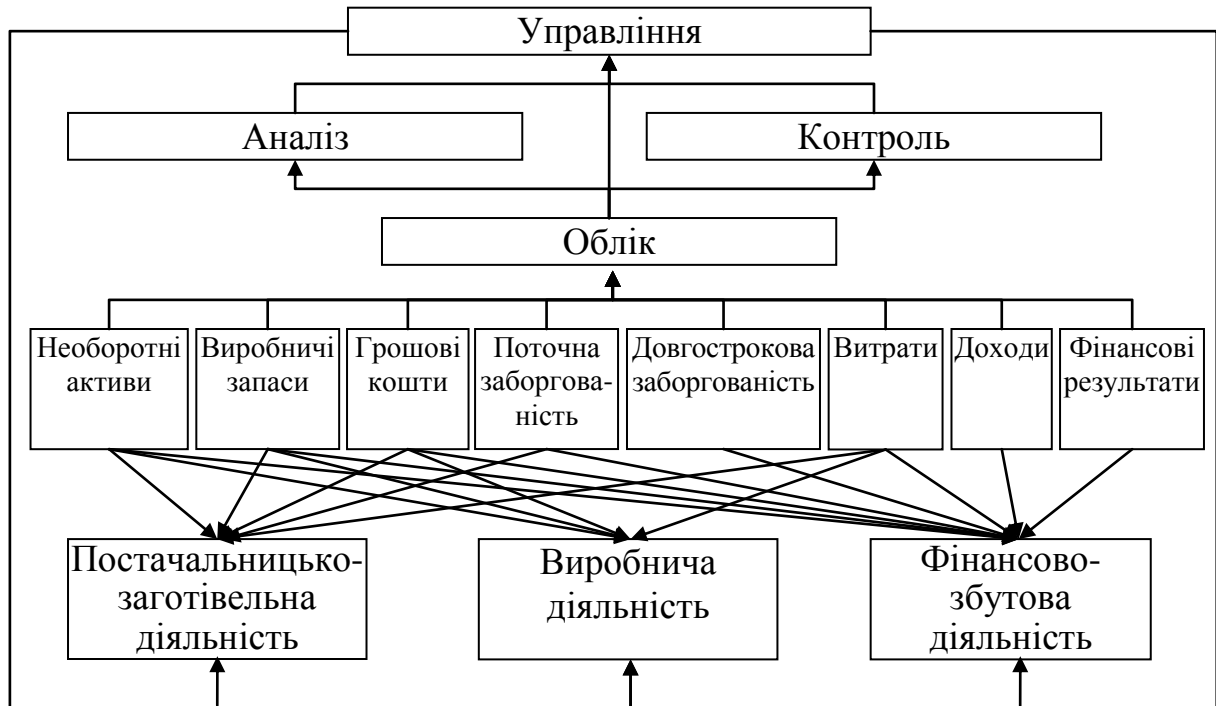 Управління
Аналіз
Контроль
Облік
Необоротні
активи
Виробничі
запаси
Грошові
кошти
Поточна
заборгова-
ність
Довгострокова
заборгованість
Витрати
Доходи
Фінансові
результати
Постачальницько-
заготівельна
діяльність
Виробнича
діяльність
Фінансово-
збутова
діяльність